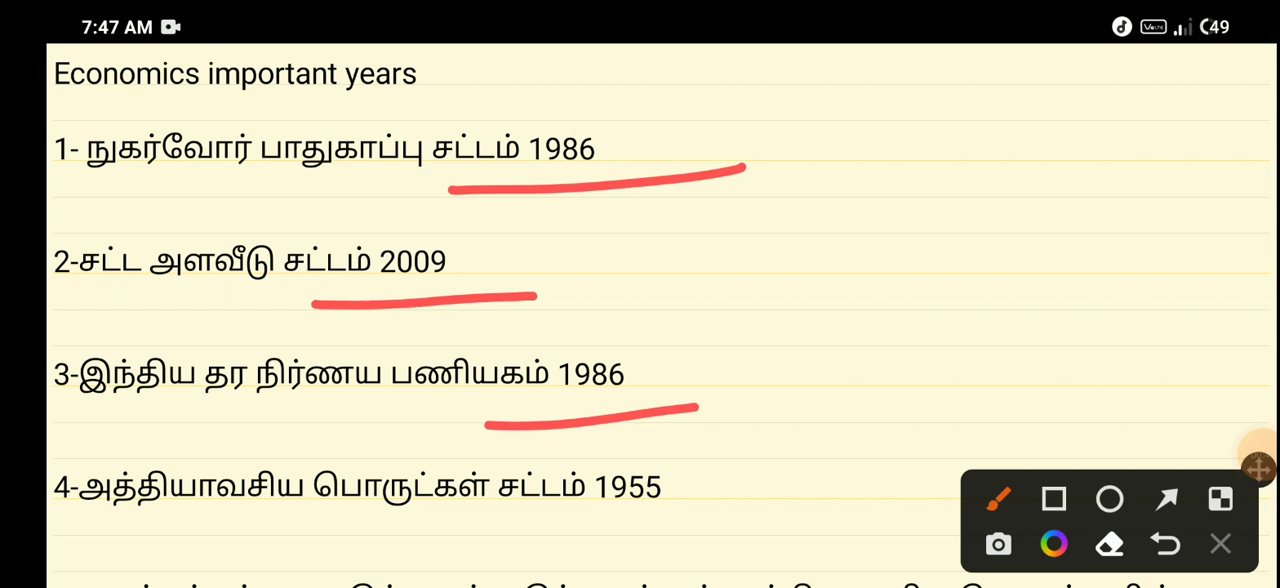 7:47 AM
VoLTE
49
Economics important years
1- நுகர்வோர் பாதுகாப்பு சட்டம் 1986
2-சட்ட அளவீடு சட்டம் 2009
3-இந்திய தர நிர்ணய பணியகம் 1986
4-அத்தியாவசிய பொருட்கள் சட்டம் 1955